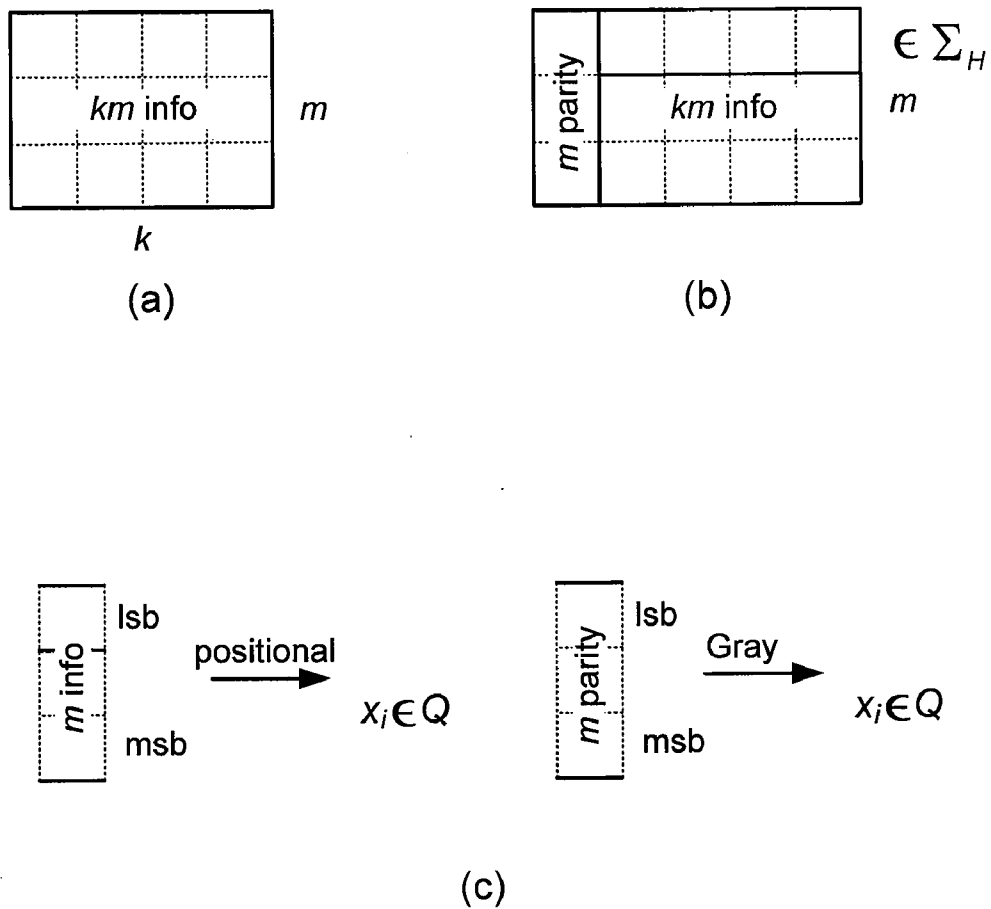 km info
m
k
(a)
m parity
km info
ϵ Σ_H
m
(b)
m info
lsb
msb
positional
x_i ϵ Q
m parity
lsb
msb
Gray
x_i ϵ Q
(c)